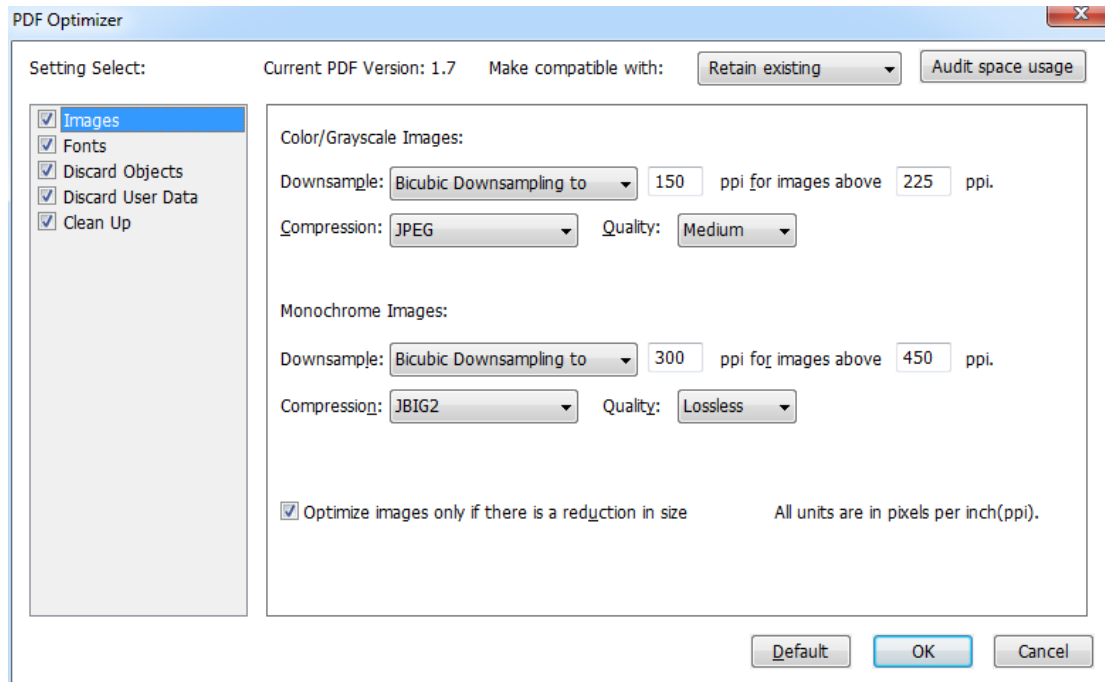 PDF Optimizer
x
Setting Select: Current PDF Version: 1.7 Make compatible with: Retain existing Audit space usage
Images
Fonts
Discard Objects
Discard User Data
Clean Up
Color/Grayscale Images:
Downsample: Bicubic Downsampling to 150 ppi for images above 225 ppi.
Compression: JPEG Quality: Medium
Monochrome Images:
Downsample: Bicubic Downsampling to 300 ppi for images above 450 ppi.
Compression: JBIG2 Quality: Lossless
Optimize images only if there is a reduction in size All units are in pixels per inch(ppi).
Default OK Cancel